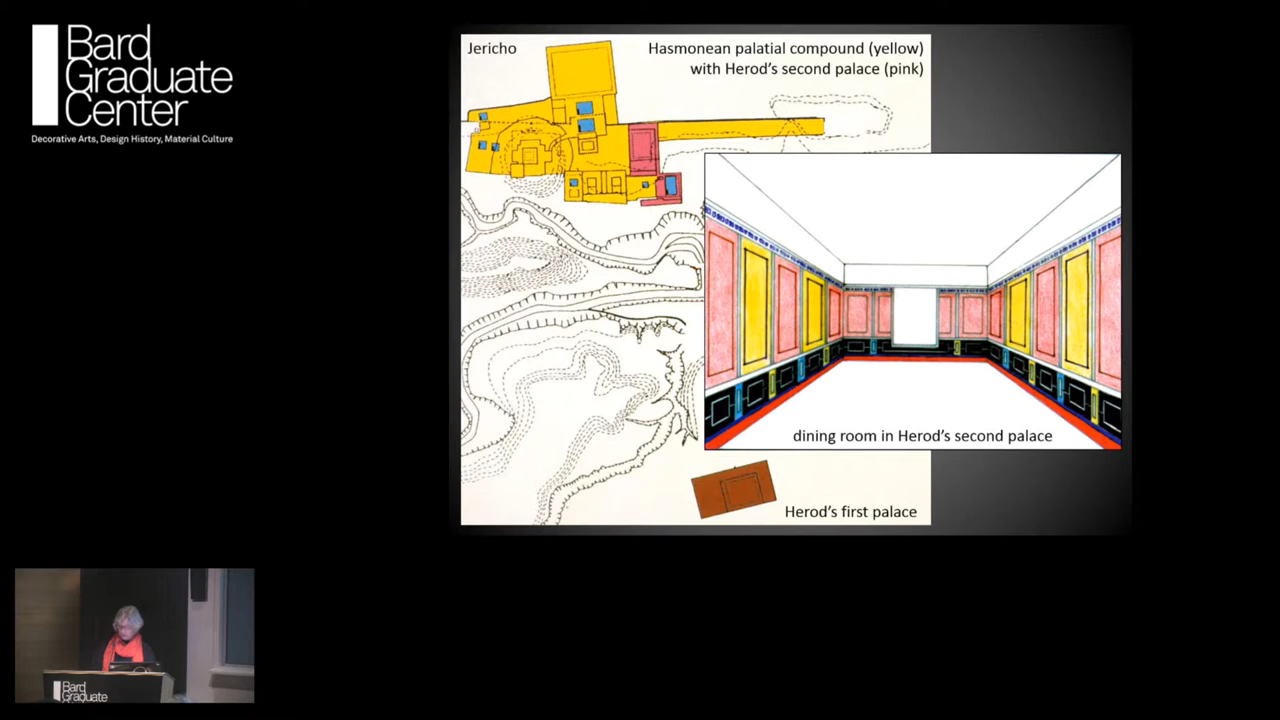 Bard
Graduate
Center
Decorative Arts, Design History, Material Culture
Jericho
Hasmonean palatial compound (yellow)
with Herod's second palace (pink)
dining room in Herod's second palace
Herod's first palace
Bard
Graduate
Center